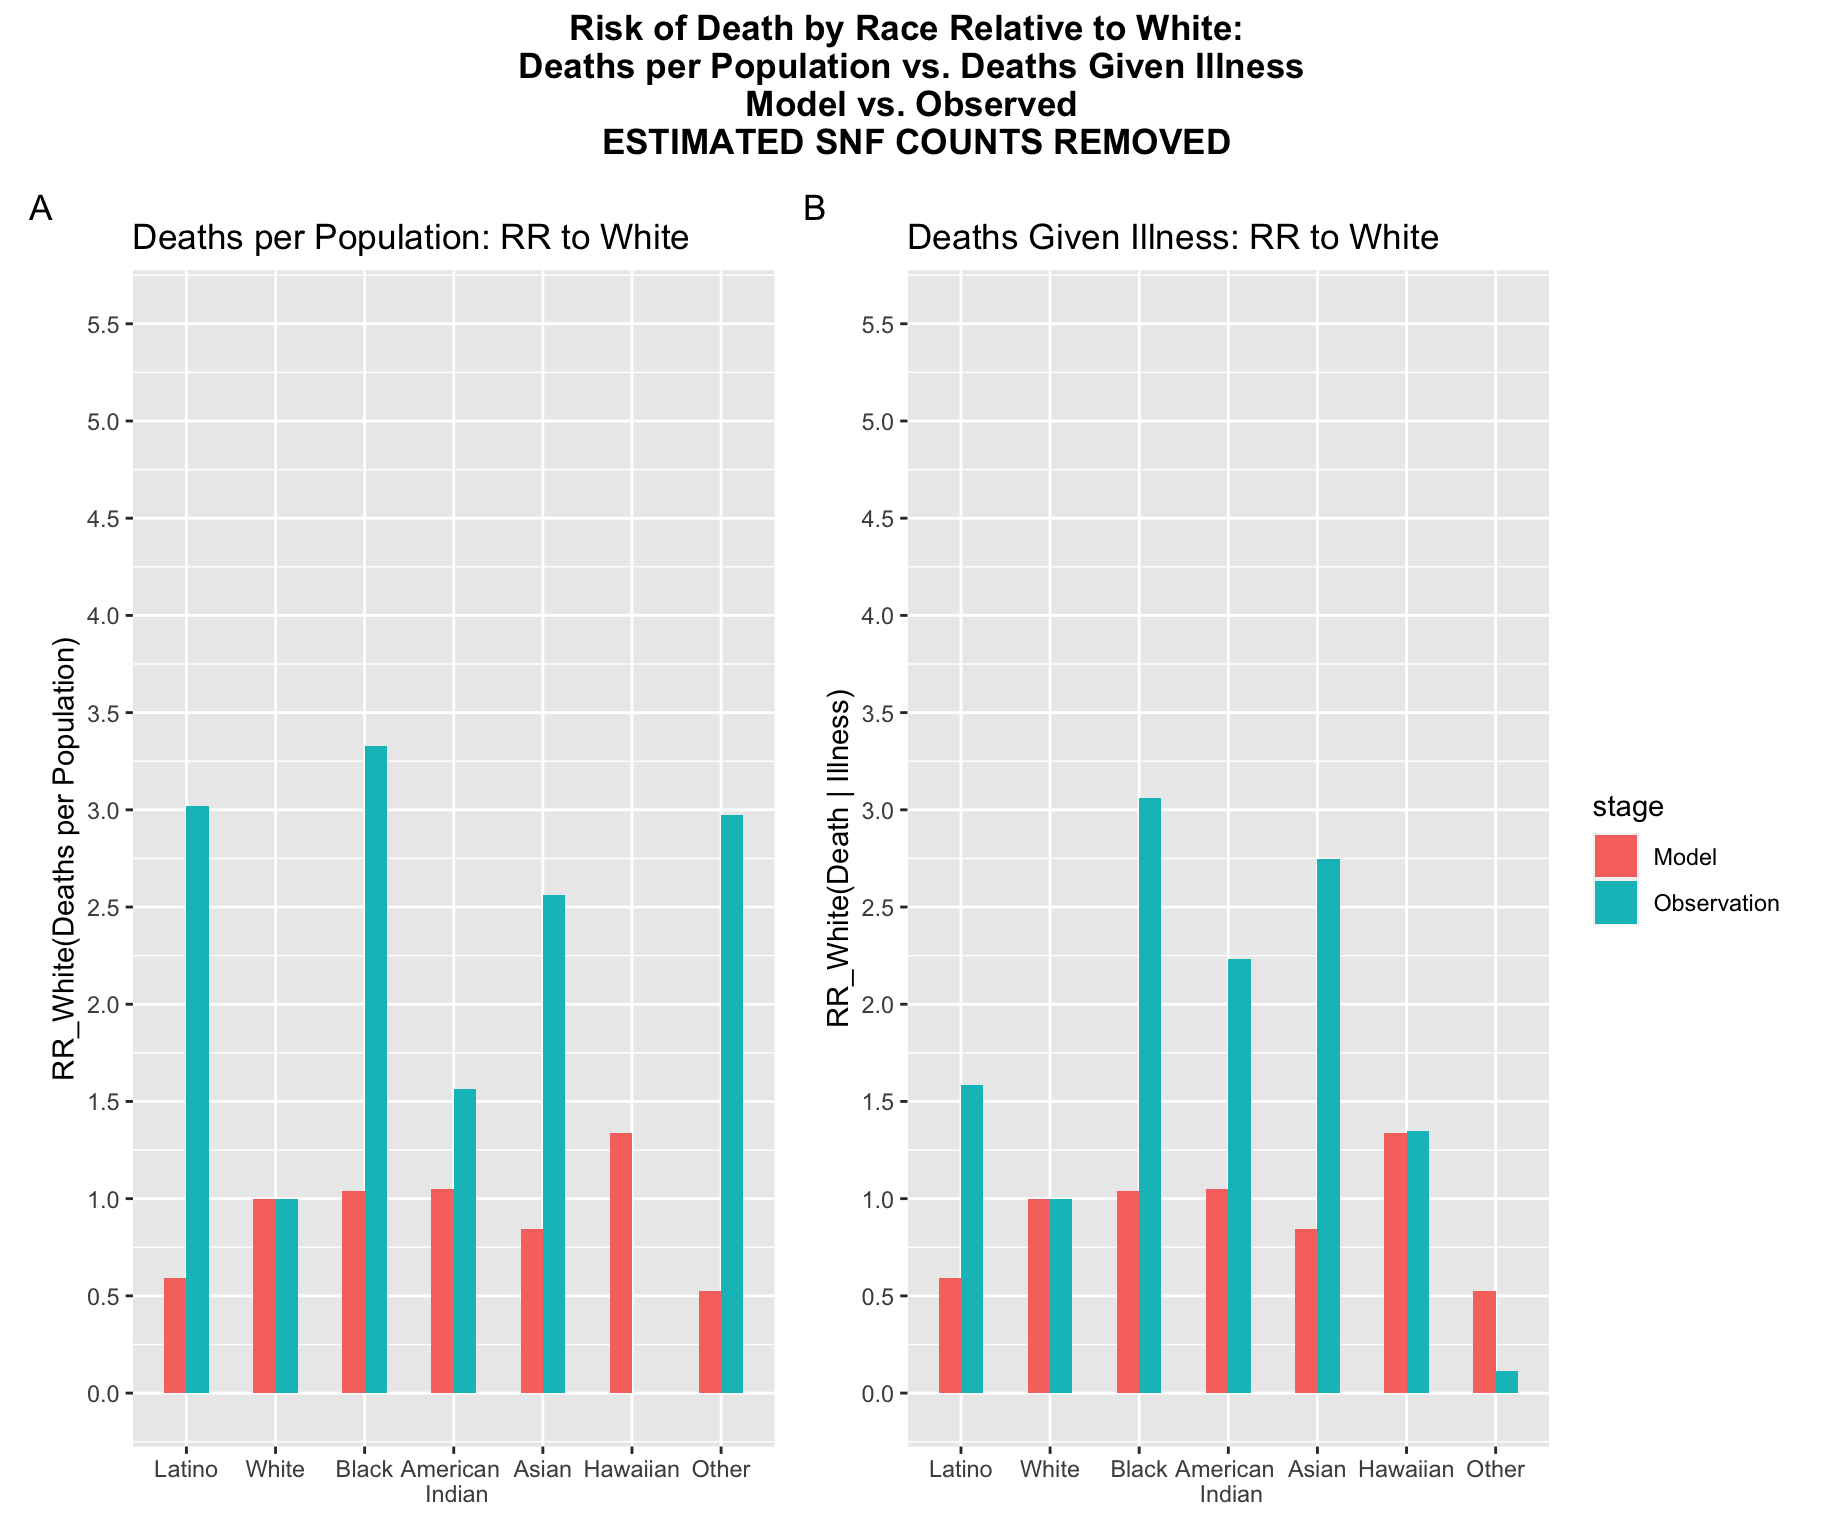 Risk of Death by Race Relative to White:
Deaths per Population vs. Deaths Given Illness
Model vs. Observed
ESTIMATED SNF COUNTS REMOVED
A
Deaths per Population: RR to White
RR_White(Deaths per Population)
5.5
5.0
4.5
4.0
3.5
3.0
2.5
2.0
1.5
1.0
0.5
0.0
Latino White Black American Asian Hawaiian Other
Indian
B
Deaths Given Illness: RR to White
RR_White(Death | Illness)
5.5
5.0
4.5
4.0
3.5
3.0
2.5
2.0
1.5
1.0
0.5
0.0
Latino White Black American Asian Hawaiian Other
Indian
stage
Model
Observation